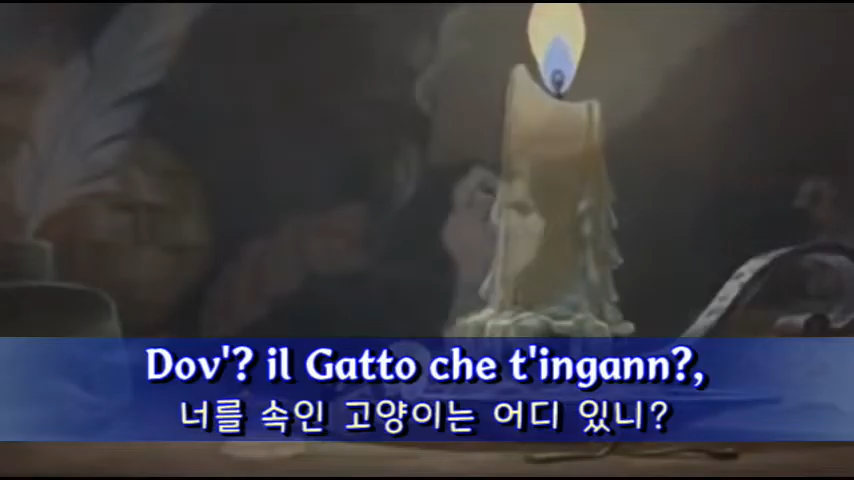 Dov'? il Gatto che t'ingann?,
너를 속인 고양이는 어디 있니?